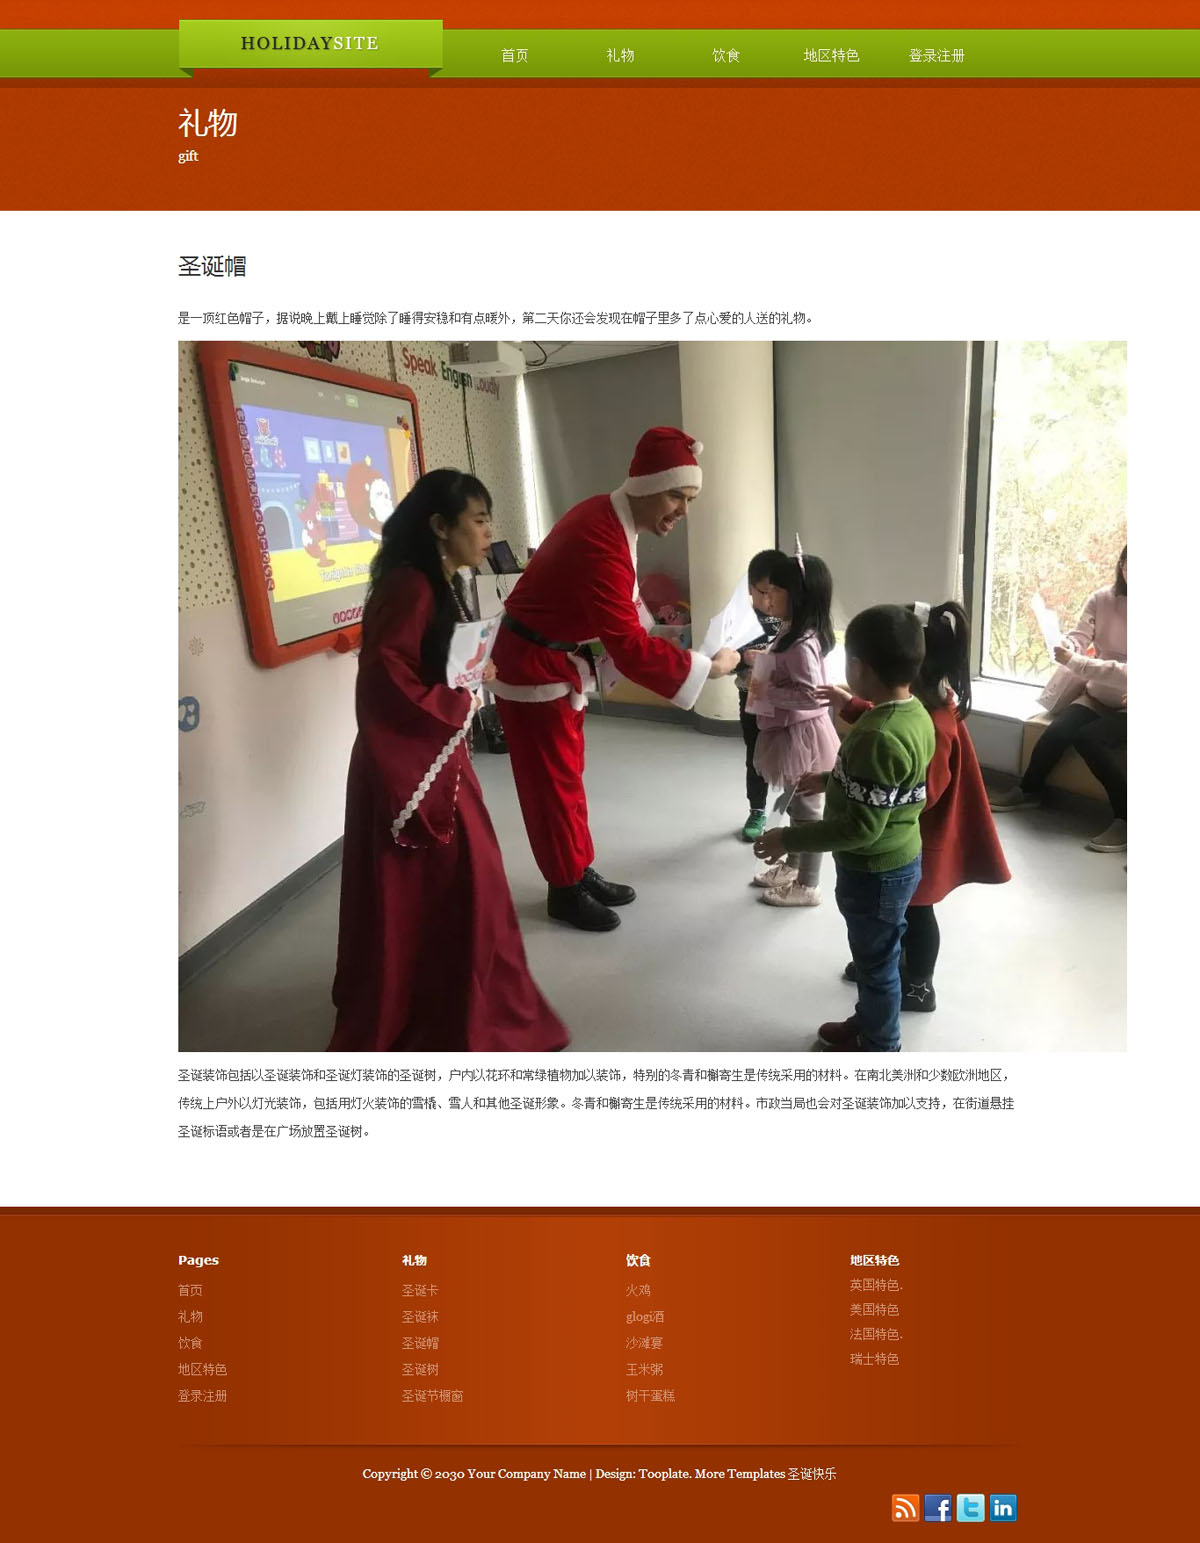 HOLIDAYSITE
首页 礼物 饮食 地区特色 登录注册
礼物
gift
圣诞帽
是一顶红色帽子，据说晚上戴上睡觉除了睡得安稳和有点暖外，第二天你还会发现在帽子里多了点心爱的人送的礼物。
Speak English Loudly
圣诞装饰包括以圣诞装饰和圣诞灯装饰的圣诞树，户内以花环和常绿植物加以装饰，特别的冬青和槲寄生是传统采用的材料。在南北美洲和少数欧洲地区，
传统上户外以灯光装饰，包括用灯火装饰的雪橇、雪人和其他圣诞形象。冬青和槲寄生是传统采用的材料。市政当局也会对圣诞装饰加以支持，在街道悬挂
圣诞标语或者是在广场放置圣诞树。
Pages
首页
礼物
饮食
地区特色
登录注册
礼物
圣诞卡
圣诞袜
圣诞帽
圣诞树
圣诞节橱窗
饮食
火鸡
glogi酒
沙滩宴
玉米粥
树干蛋糕
地区特色
英国特色.
美国特色
法国特色.
瑞士特色
Copyright © 2030 Your Company Name | Design: Tooplate. More Templates 圣诞快乐